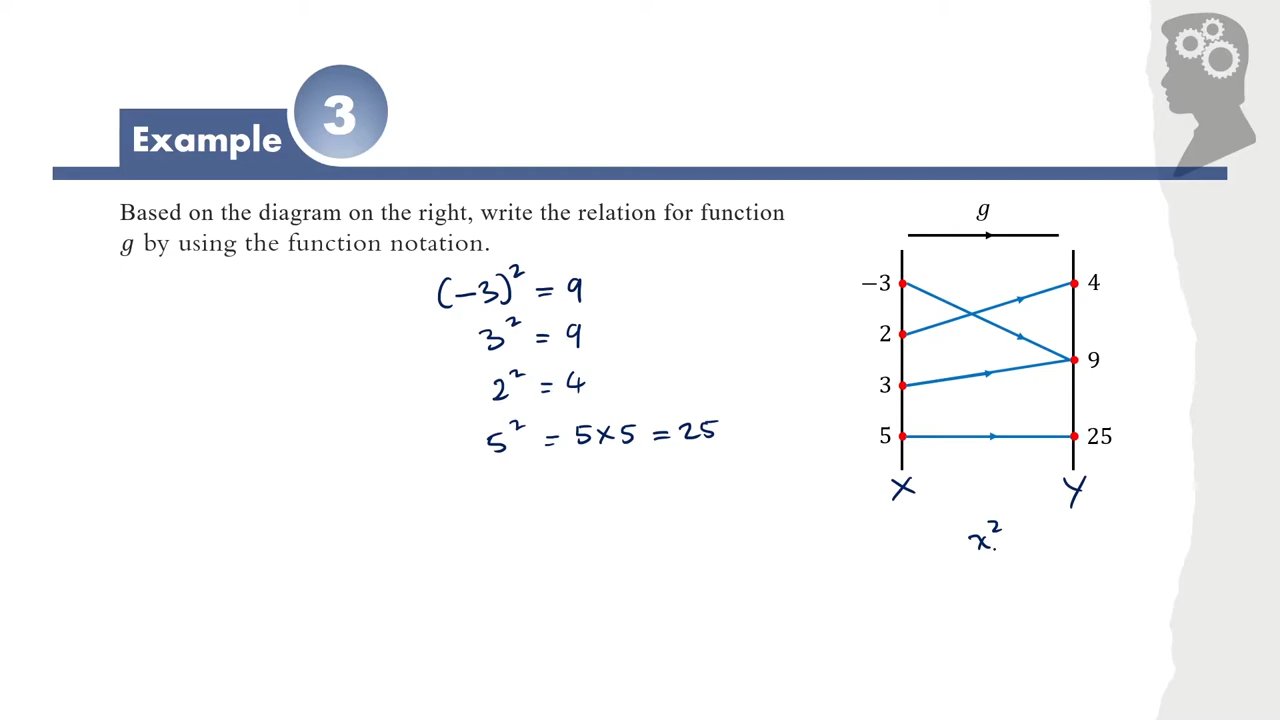 Example 3
Based on the diagram on the right, write the relation for function
g by using the function notation.
(−3)² = 9
3² = 9
2² = 4
5² = 5×5 = 25
g
−3
2
3
5
4
9
25
X
Y
x²